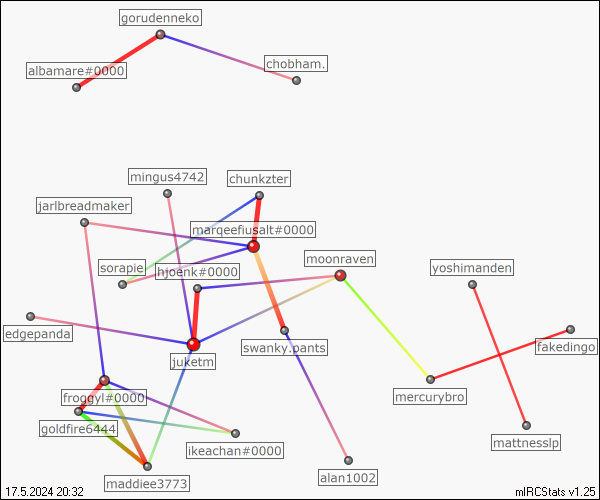 gorudenneko
chobham.
albamare#0000
mingus4742
chunkzter
jarlbreadmaker
marqeefiusalt#0000
moonraven
sorapie
hjoenk#0000
yoshimanden
edgepanda
juketm
swanky.pants
fakedingo
froggyl#0000
mercurybro
goldfire6444
ikeachan#0000
mattnesslp
maddiee3773
alan1002
17.5.2024 20:32
mIRCStats v1.25